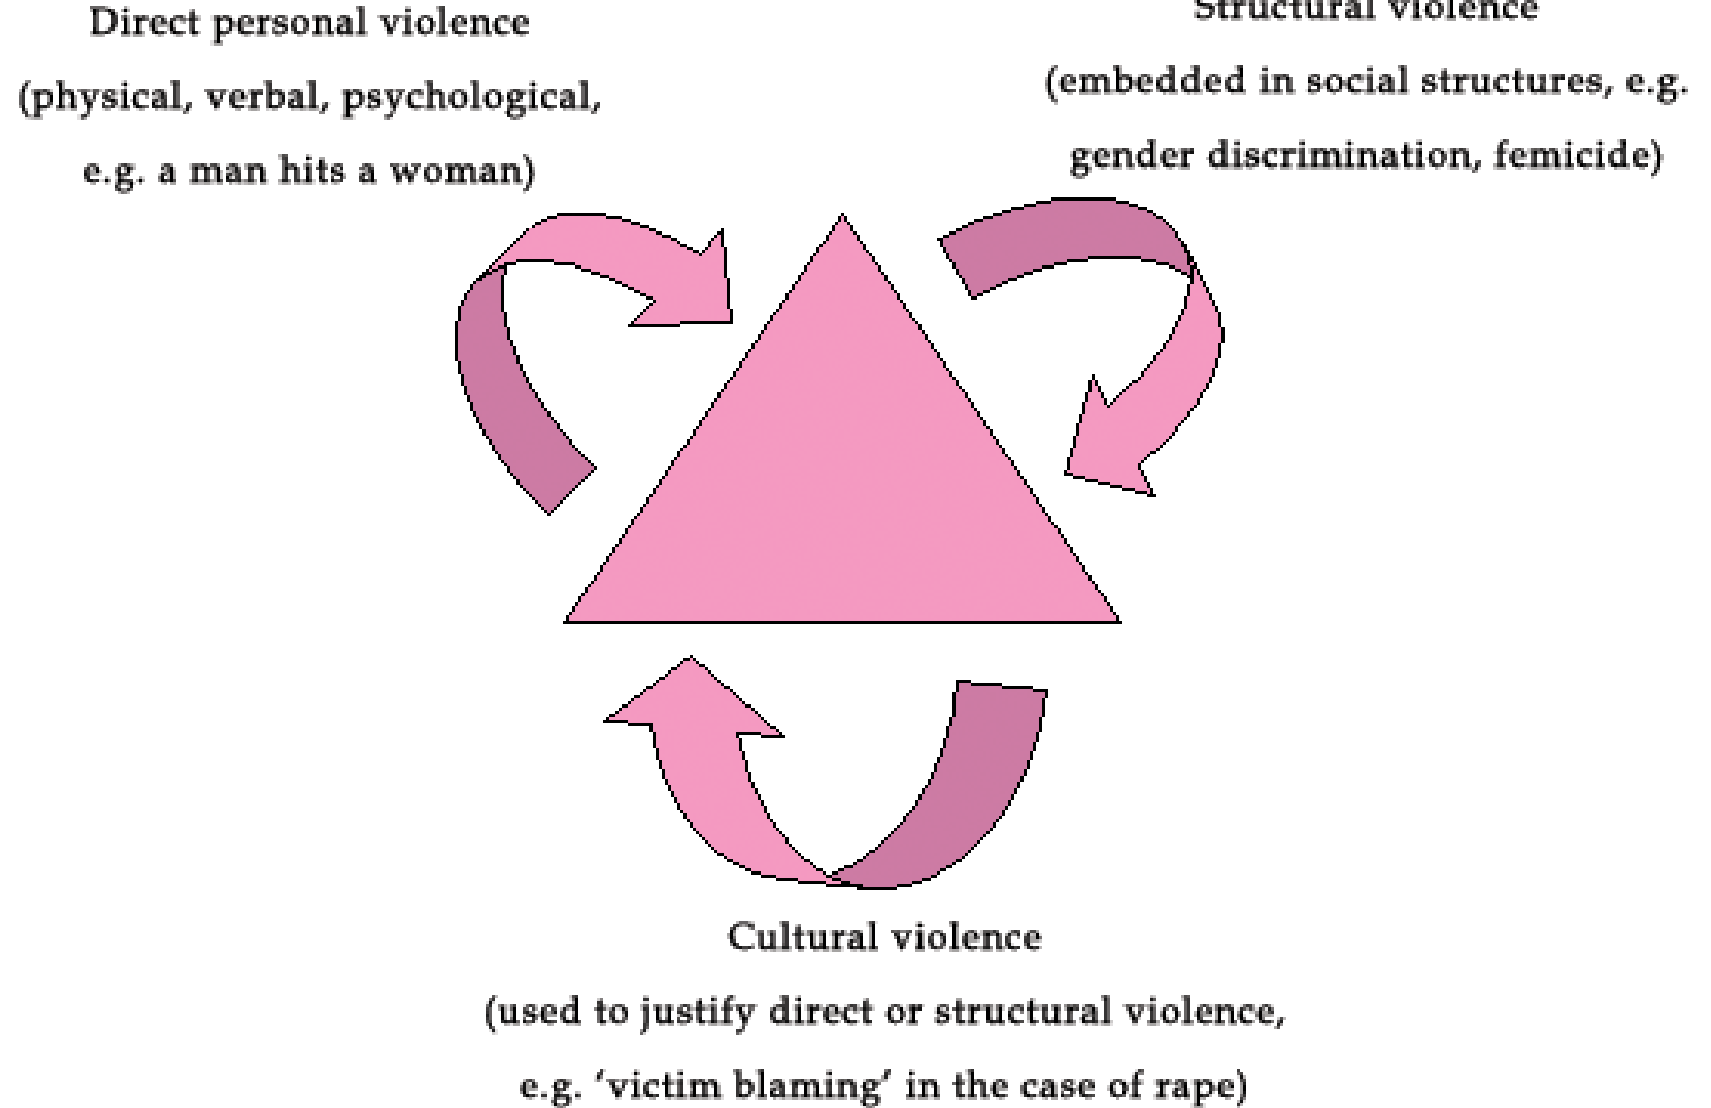 Direct personal violence
(physical, verbal, psychological,
e.g. a man hits a woman)
Structural violence
(embedded in social structures, e.g.
gender discrimination, femicide)
Cultural violence
(used to justify direct or structural violence,
e.g. ‘victim blaming’ in the case of rape)